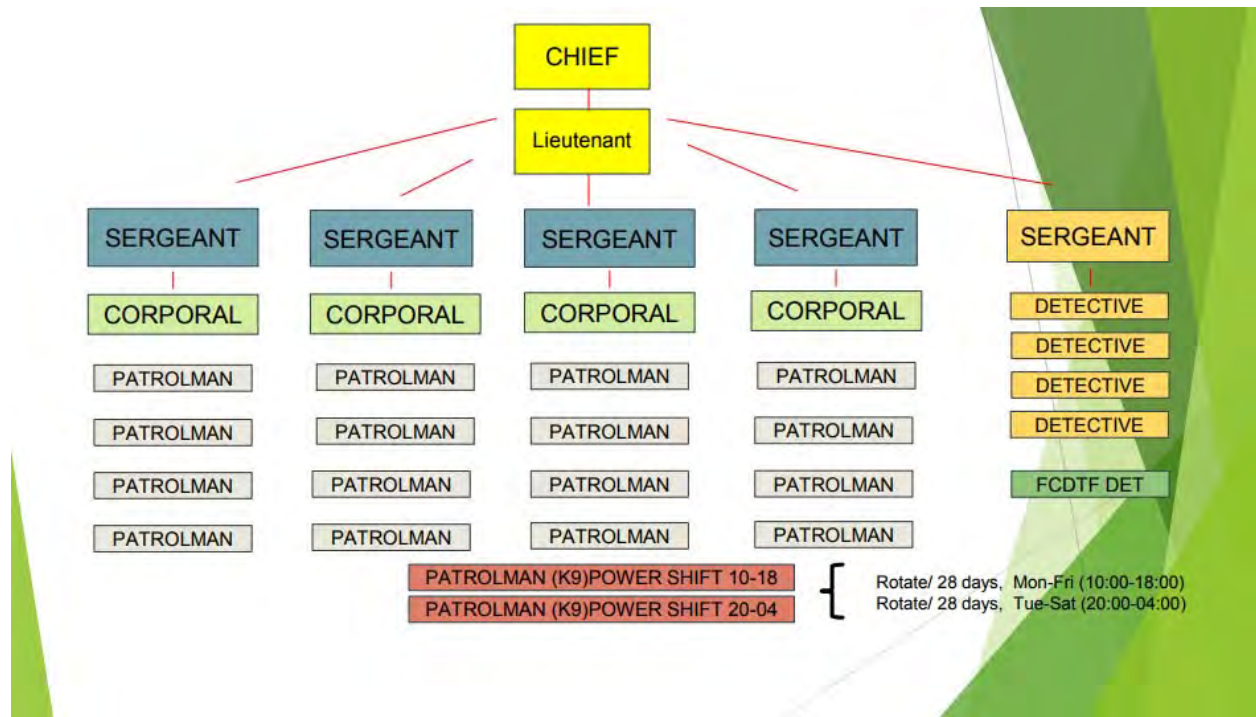 CHIEF
Lieutenant
SERGEANT SERGEANT SERGEANT SERGEANT SERGEANT
CORPORAL CORPORAL CORPORAL CORPORAL DETECTIVE
DETECTIVE
PATROLMAN PATROLMAN PATROLMAN PATROLMAN DETECTIVE
PATROLMAN PATROLMAN PATROLMAN PATROLMAN DETECTIVE
PATROLMAN PATROLMAN PATROLMAN PATROLMAN FCDTF DET
PATROLMAN PATROLMAN PATROLMAN PATROLMAN
PATROLMAN (K9)POWER SHIFT 10-18
PATROLMAN (K9)POWER SHIFT 20-04
{
Rotate/ 28 days, Mon-Fri (10:00-18:00)
Rotate/ 28 days, Tue-Sat (20:00-04:00)